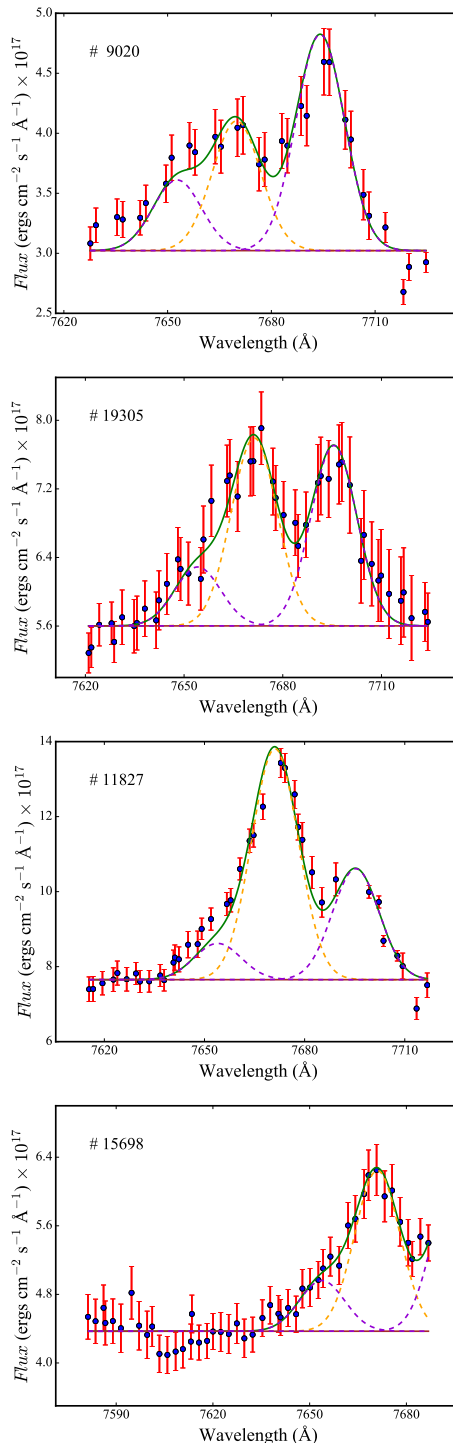 5.0
4.5
4.0
3.5
3.0
2.5
Flux (ergs cm⁻² s⁻¹ Å⁻¹) × 10¹⁷
# 9020
7620 7650 7680 7710
Wavelength (Å)
8.0
7.2
6.4
5.6
Flux (ergs cm⁻² s⁻¹ Å⁻¹) × 10¹⁷
# 19305
7620 7650 7680 7710
Wavelength (Å)
14
12
10
8
6
Flux (ergs cm⁻² s⁻¹ Å⁻¹) × 10¹⁷
# 11827
7620 7650 7680 7710
Wavelength (Å)
6.4
5.6
4.8
4.0
Flux (ergs cm⁻² s⁻¹ Å⁻¹) × 10¹⁷
# 15698
7590 7620 7650 7680
Wavelength (Å)